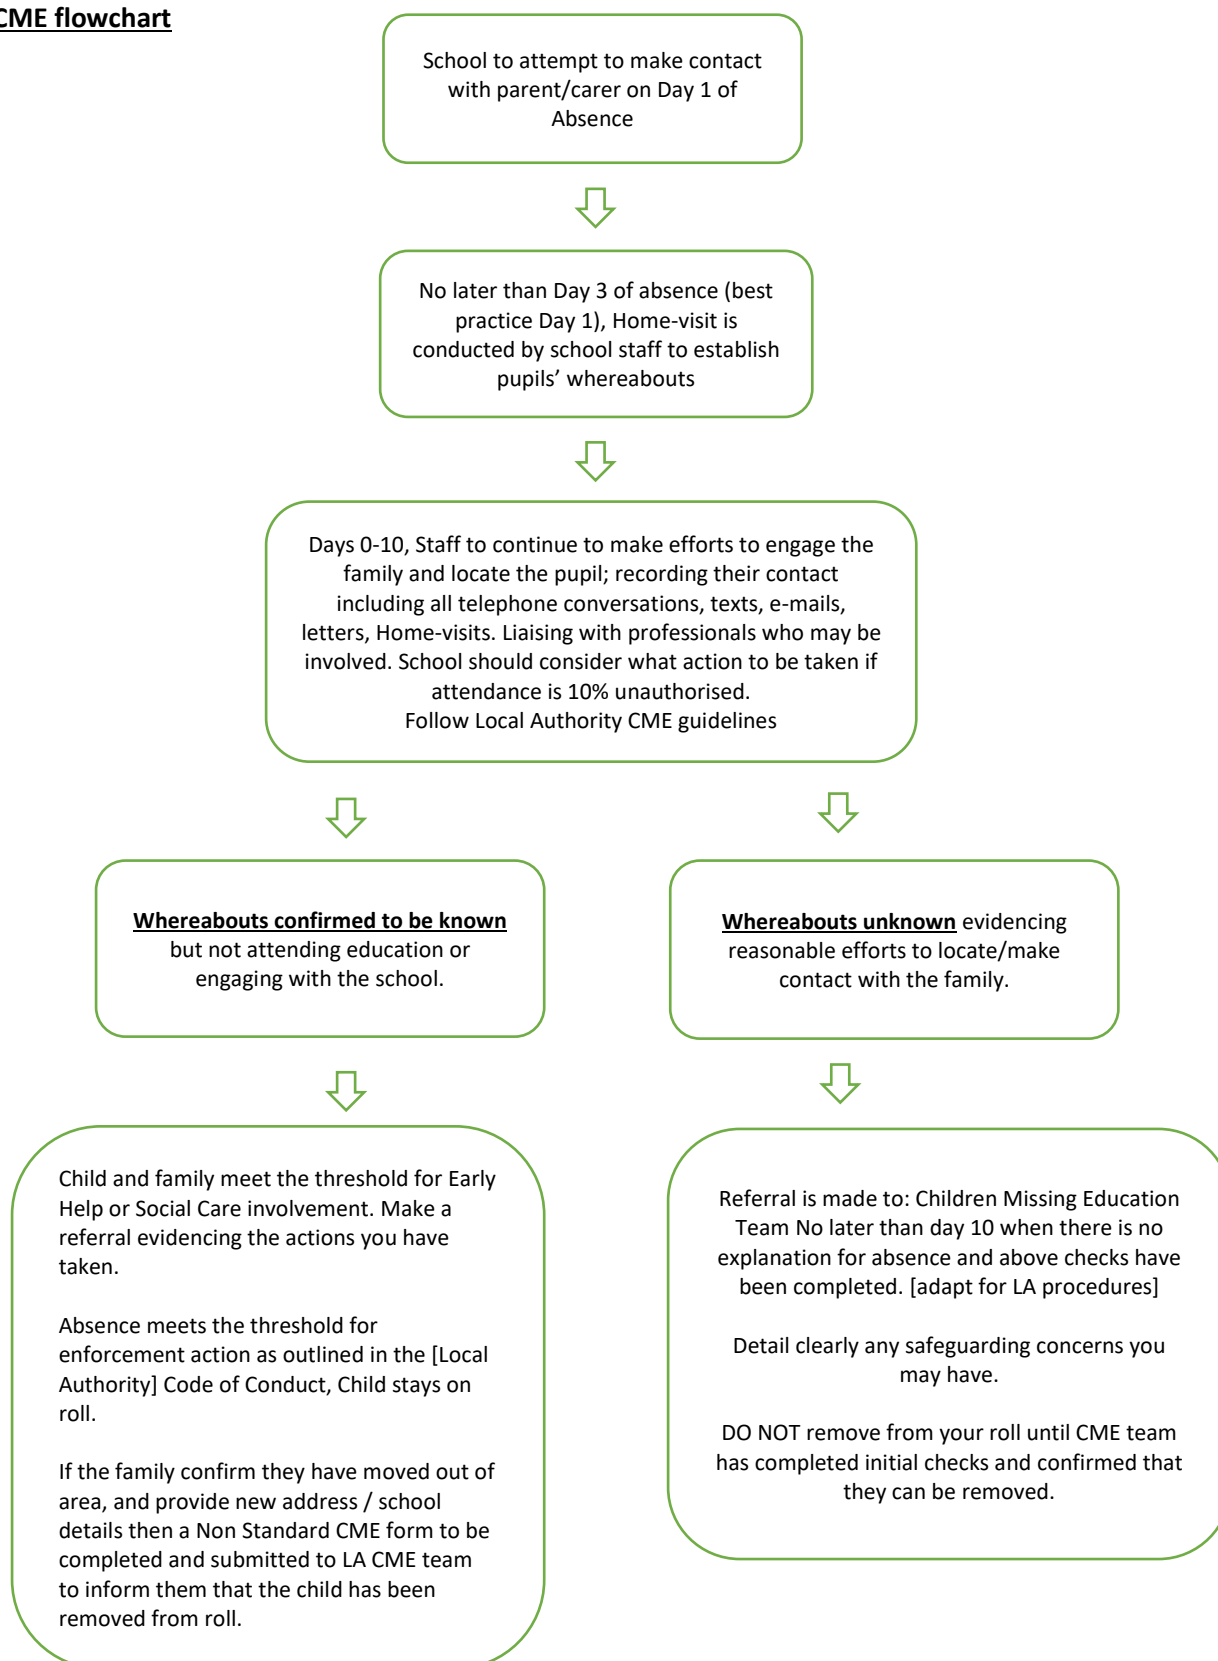 CME flowchart
School to attempt to make contact
with parent/carer on Day 1 of
Absence
No later than Day 3 of absence (best
practice Day 1), Home-visit is
conducted by school staff to establish
pupils’ whereabouts
Days 0-10, Staff to continue to make efforts to engage the
family and locate the pupil; recording their contact
including all telephone conversations, texts, e-mails,
letters, Home-visits. Liaising with professionals who may be
involved. School should consider what action to be taken if
attendance is 10% unauthorised.
Follow Local Authority CME guidelines
Whereabouts confirmed to be known
but not attending education or
engaging with the school.
Whereabouts unknown evidencing
reasonable efforts to locate/make
contact with the family.
Child and family meet the threshold for Early
Help or Social Care involvement. Make a
referral evidencing the actions you have
taken.
Absence meets the threshold for
enforcement action as outlined in the [Local
Authority] Code of Conduct, Child stays on
roll.
If the family confirm they have moved out of
area, and provide new address / school
details then a Non Standard CME form to be
completed and submitted to LA CME team
to inform them that the child has been
removed from roll.
Referral is made to: Children Missing Education
Team No later than day 10 when there is no
explanation for absence and above checks have
been completed. [adapt for LA procedures]
Detail clearly any safeguarding concerns you
may have.
DO NOT remove from your roll until CME team
has completed initial checks and confirmed that
they can be removed.